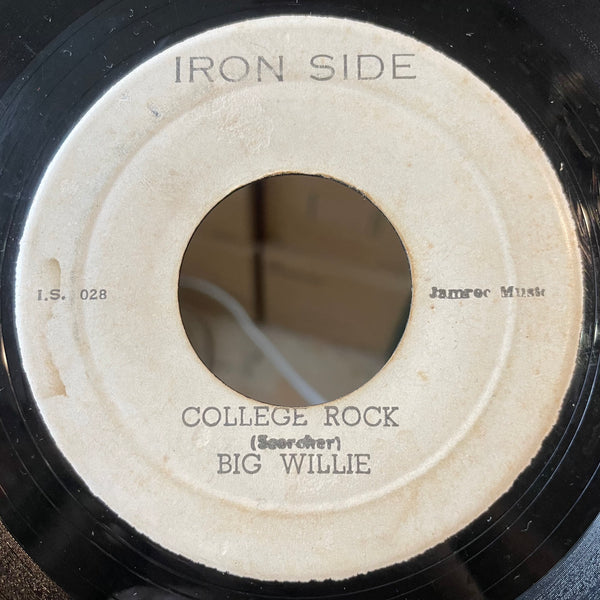 IRON SIDE
I.S. 028
Jamrec Music
COLLEGE ROCK
(Scorcher)
BIG WILLIE